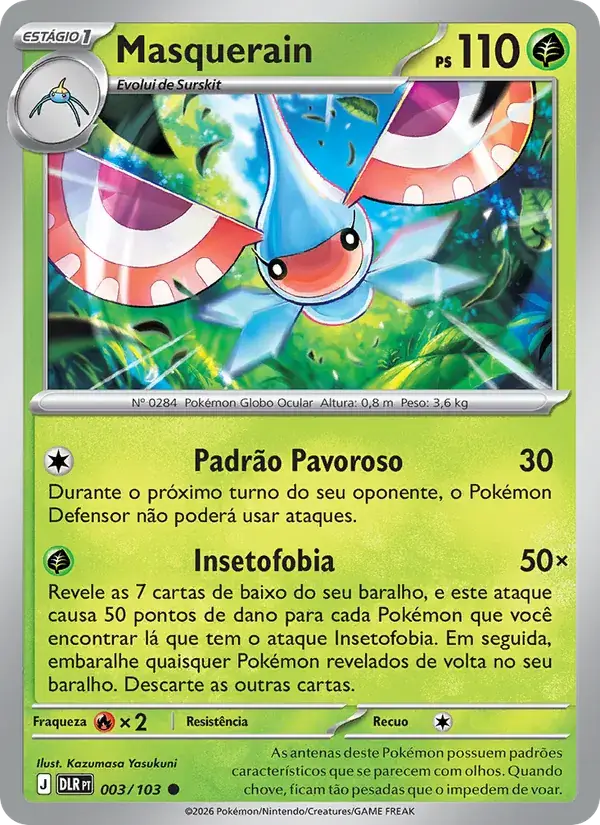 ESTÁGIO 1
Masquerain
PS 110
Evolui de Surskit
Nº 0284 Pokémon Globo Ocular Altura: 0,8 m Peso: 3,6 kg
Padrão Pavoroso 30
Durante o próximo turno do seu oponente, o Pokémon
Defensor não poderá usar ataques.
Insetofobia 50×
Revele as 7 cartas de baixo do seu baralho, e este ataque
causa 50 pontos de dano para cada Pokémon que você
encontrar lá que tem o ataque Insetofobia. Em seguida,
embaralhe quaisquer Pokémon revelados de volta no seu
baralho. Descarte as outras cartas.
Fraqueza × 2 Resistência Recuo
Ilust. Kazumasa Yasukuni
As antenas deste Pokémon possuem padrões
característicos que se parecem com olhos. Quando
chove, ficam tão pesadas que o impedem de voar.
J DLR PT 003/103
©2026 Pokémon/Nintendo/Creatures/GAME FREAK